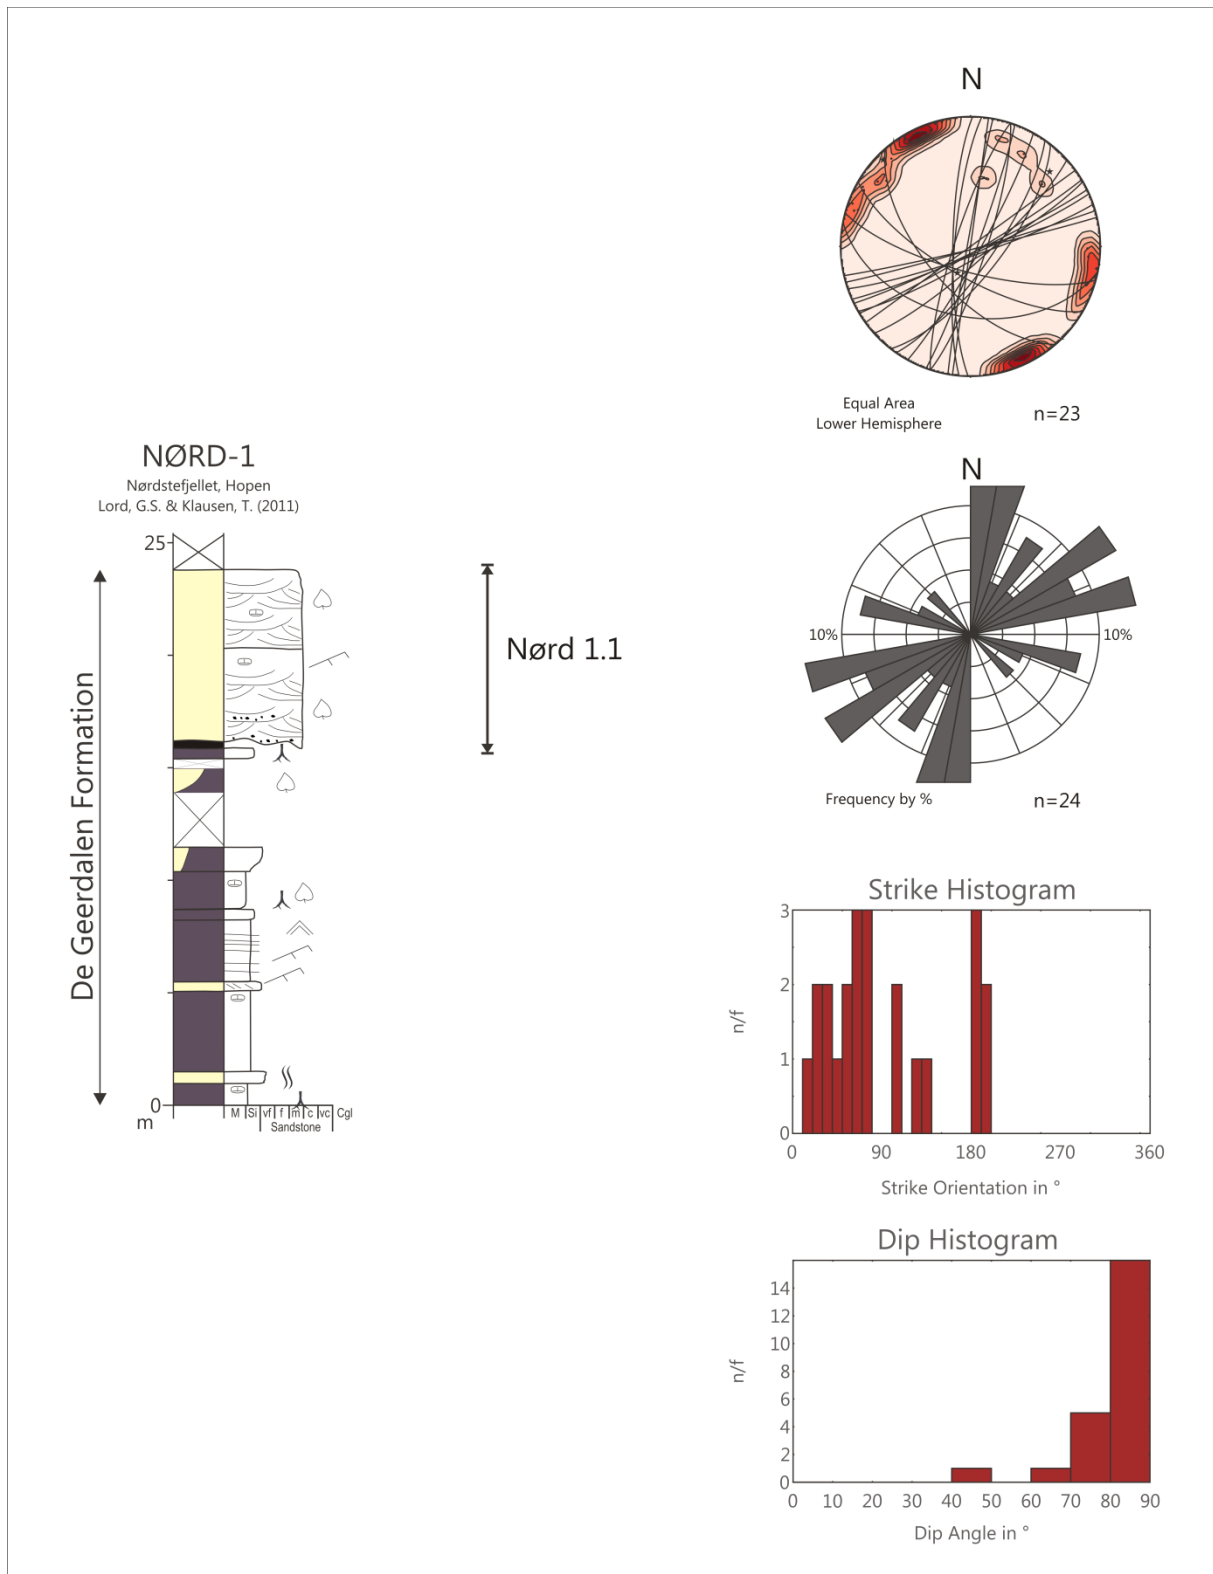 NØRD-1
Nørdstefjellet, Hopen
Lord, G.S. & Klausen, T. (2011)
25
De Geerdalen Formation
0
m
M Si vf f m c vc Cgl
Sandstone
Nørd 1.1
N
Equal Area
Lower Hemisphere
n=23
N
10%
10%
Frequency by %
n=24
Strike Histogram
3
2
1
0
n/f
0 90 180 270 360
Strike Orientation in °
Dip Histogram
14
12
10
8
6
4
2
0
n/f
0 10 20 30 40 50 60 70 80 90
Dip Angle in °